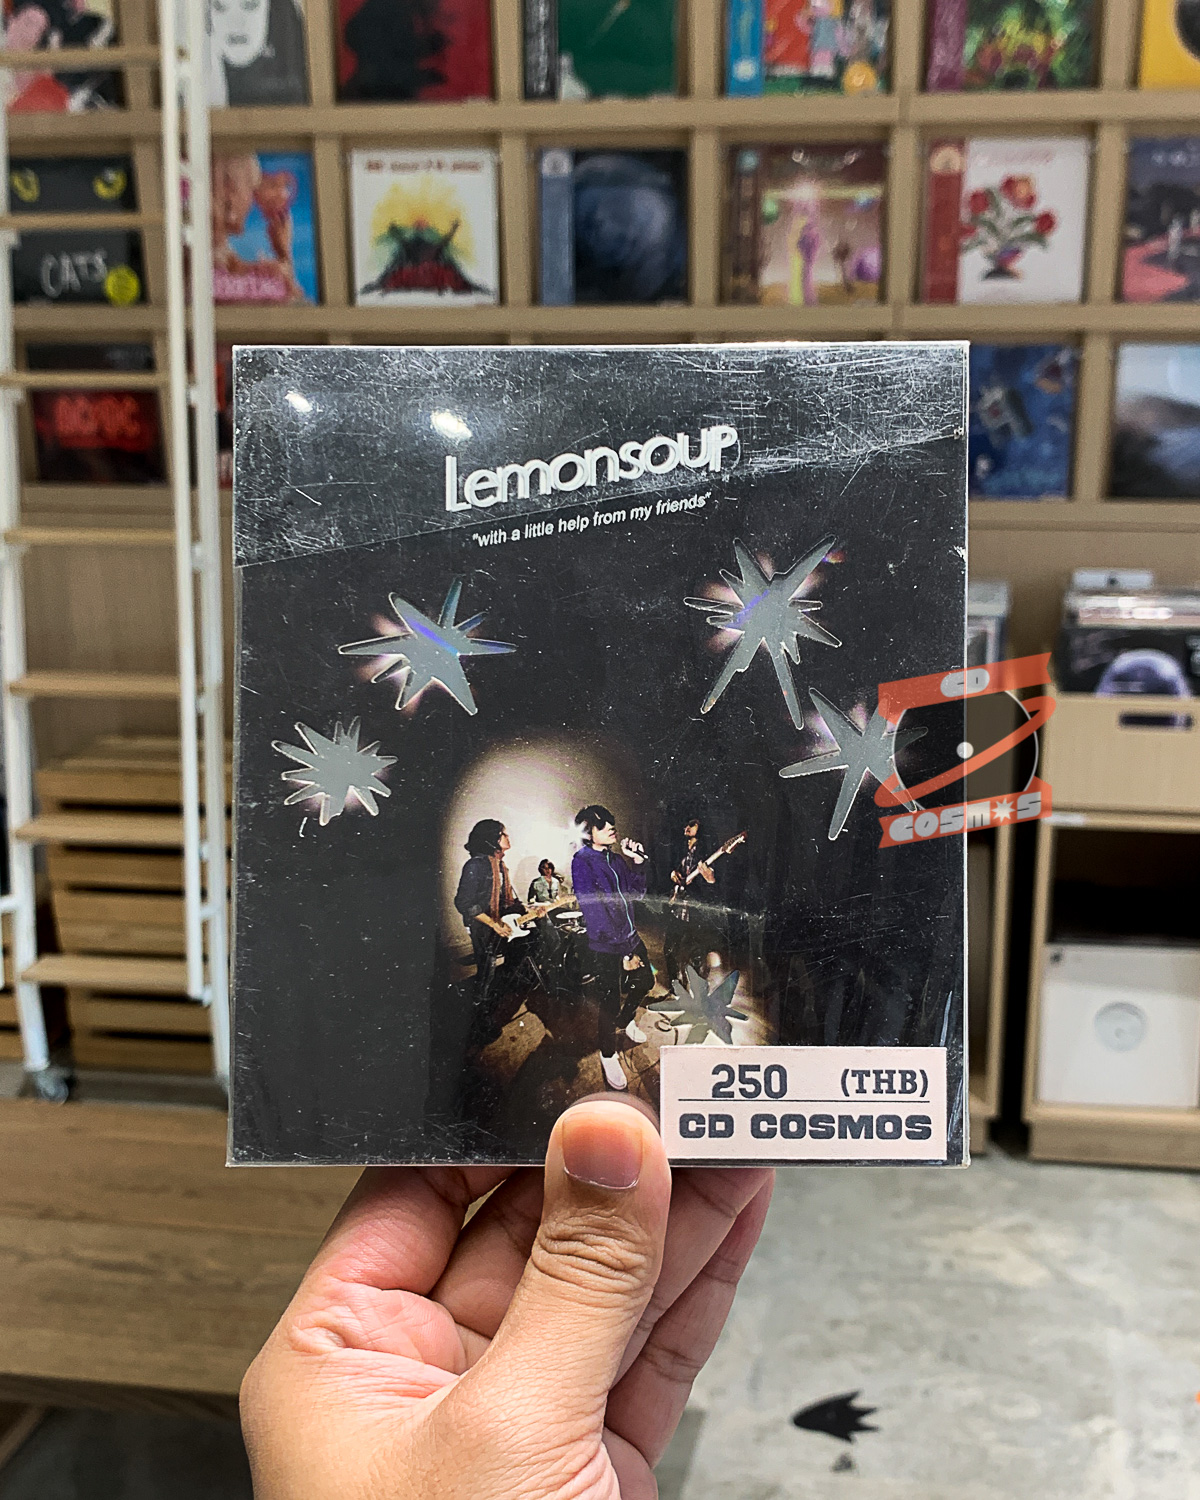 CATS
AC/DC
Lemonsoup
"with a little help from my friends"
CD
COSMOS
250 (THB)
CD COSMOS